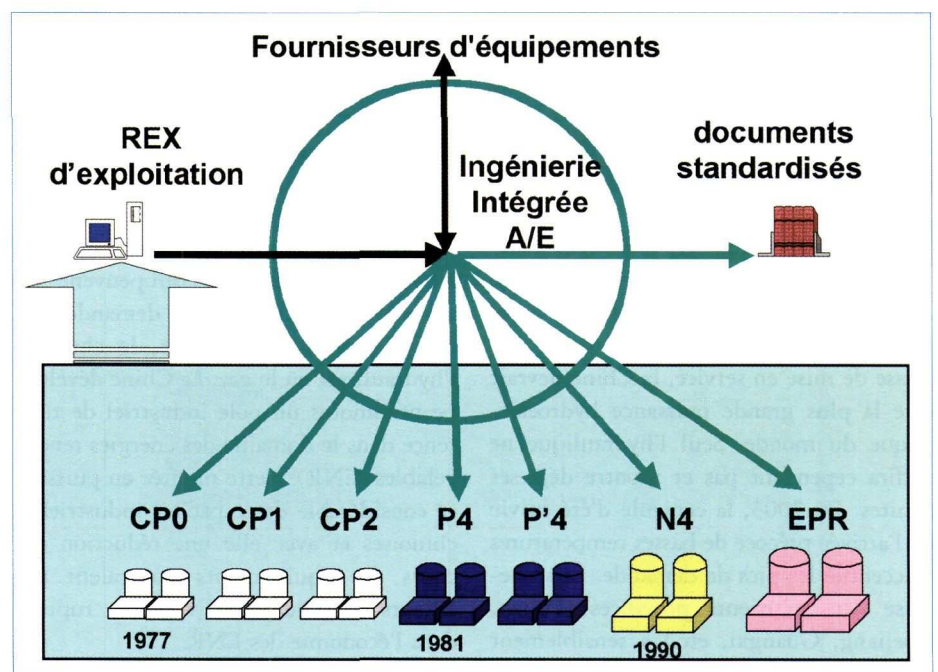 Fournisseurs d'équipements
REX
d'exploitation
Ingénierie
Intégrée
A/E
documents
standardisés
CP0 CP1 CP2 P4 P'4 N4 EPR
1977 1981 1990